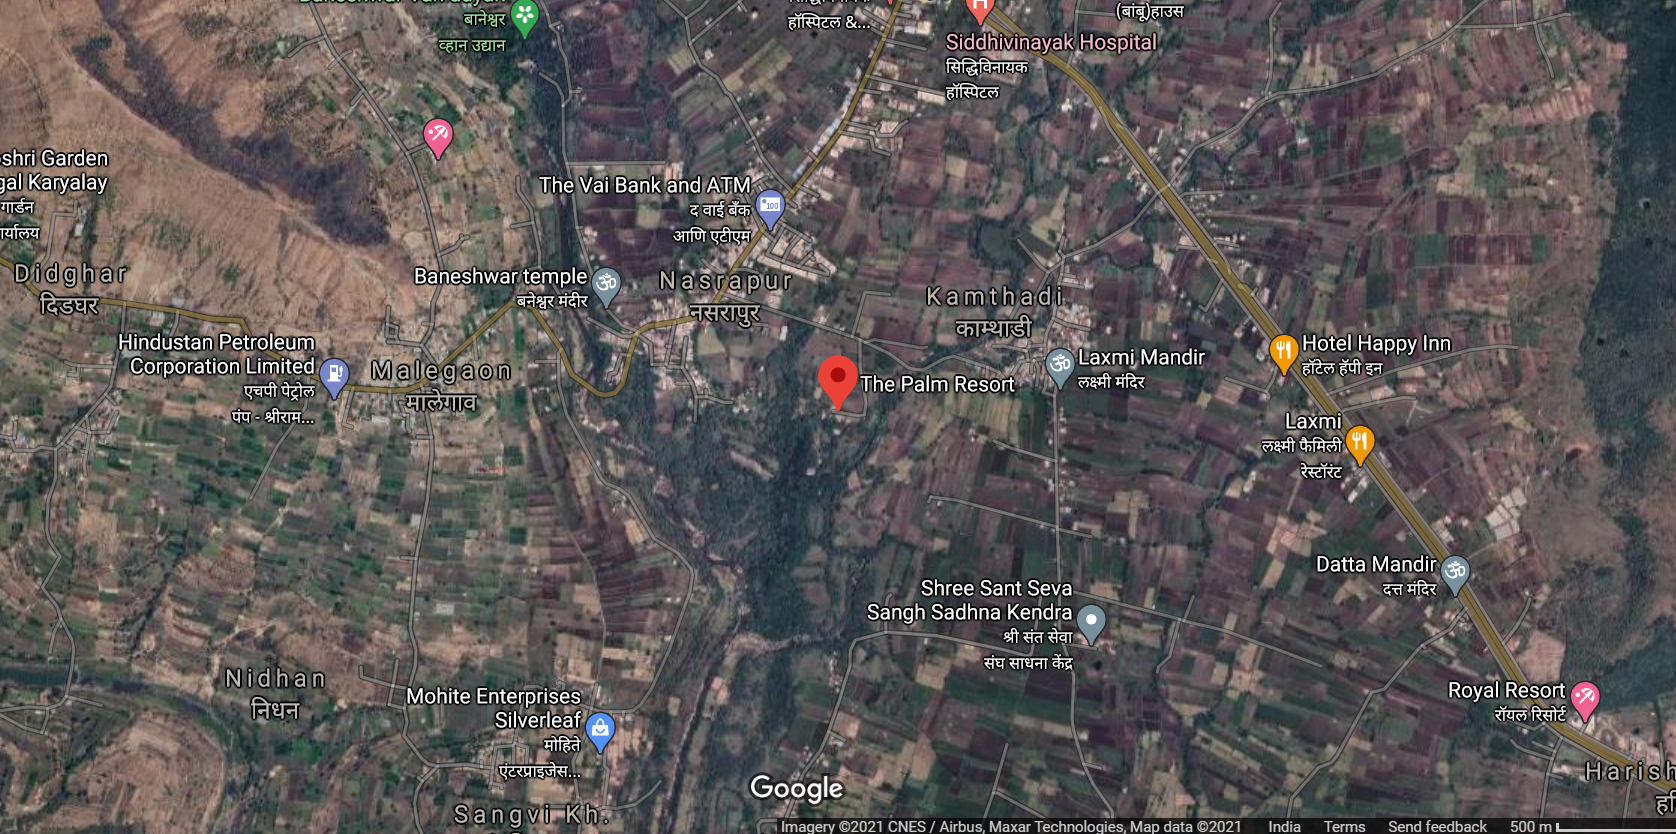 बानेश्वर
व्हान उद्यान
हॉस्पिटल &...
(बांबू)हाउस
Siddhivinayak Hospital
सिद्धिविनायक
हॉस्पिटल
shri Garden
gal Karyalay
गार्डन
र्यालय
The Vai Bank and ATM
द वाई बँक
आणि एटीएम
Didghar
दिडघर
Baneshwar temple
बनेश्वर मंदीर
Nasrapur
नसरापुर
Kamthadi
काम्थाडी
Hindustan Petroleum
Corporation Limited
एचपी पेट्रोल
पंप - श्रीराम...
Malegaon
मालेगाव
The Palm Resort
Laxmi Mandir
लक्ष्मी मंदिर
Hotel Happy Inn
हॉटेल हॅपी इन
Laxmi
लक्ष्मी फैमिली
रेस्टॉरंट
Datta Mandir
दत्त मंदिर
Shree Sant Seva
Sangh Sadhna Kendra
श्री संत सेवा
संघ साधना केंद्र
Nidhan
निधन
Mohite Enterprises
Silverleaf
मोहिते
एंटरप्राइजेस...
Royal Resort
रॉयल रिसोर्ट
Harish
हरि
Sangvi Kh.
Google
Imagery ©2021 CNES / Airbus, Maxar Technologies, Map data ©2021 India Terms Send feedback 500 m